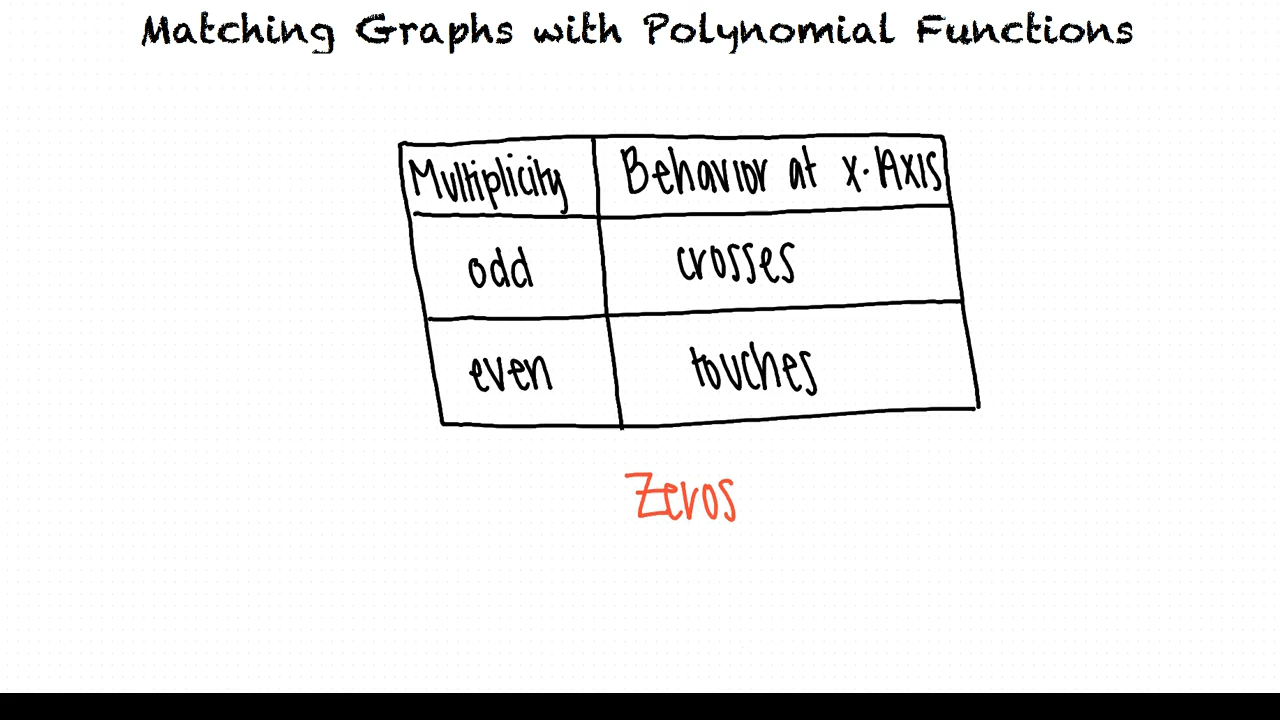 Matching Graphs with Polynomial Functions
Multiplicity Behavior at x-Axis
odd crosses
even touches
Zeros